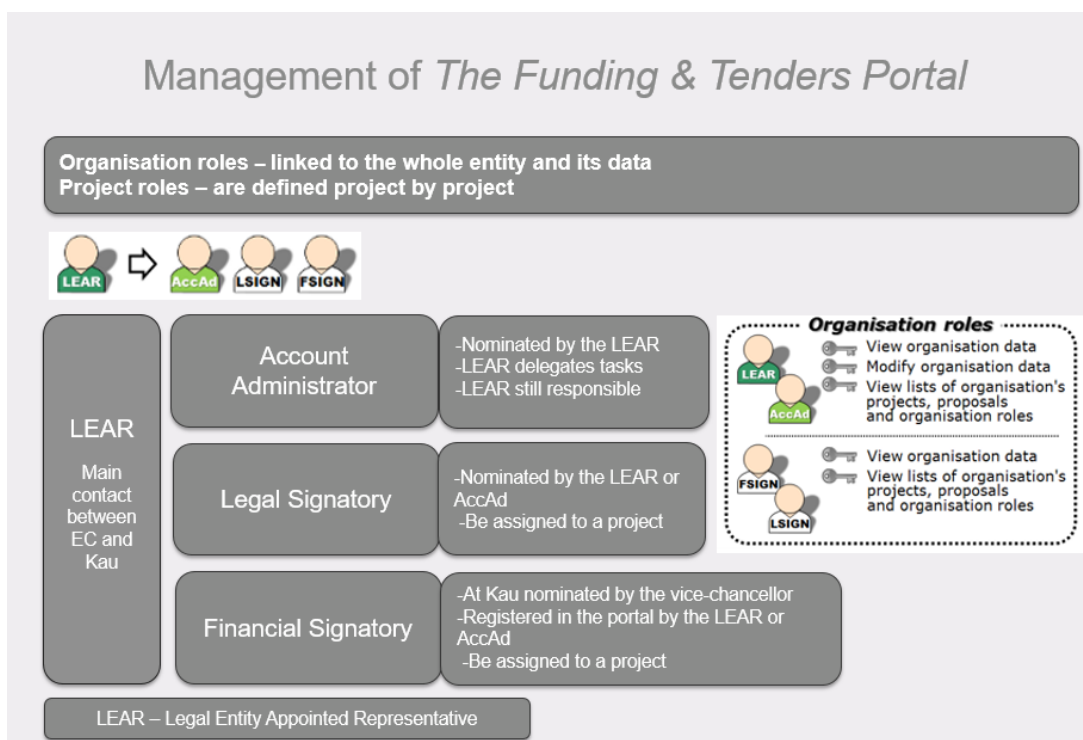 Management of The Funding & Tenders Portal
Organisation roles – linked to the whole entity and its data
Project roles – are defined project by project
LEAR
AccAd
LSIGN
FSIGN
LEAR
Main
contact
between
EC and
Kau
Account
Administrator
-Nominated by the LEAR
-LEAR delegates tasks
-LEAR still responsible
Legal Signatory
-Nominated by the LEAR or
AccAd
-Be assigned to a project
Financial Signatory
-At Kau nominated by the vice-chancellor
-Registered in the portal by the LEAR or
AccAd
-Be assigned to a project
Organisation roles
LEAR
AccAd
View organisation data
Modify organisation data
View lists of organisation's
projects, proposals
and organisation roles
FSIGN
LSIGN
View organisation data
View lists of organisation's
projects, proposals
and organisation roles
LEAR – Legal Entity Appointed Representative